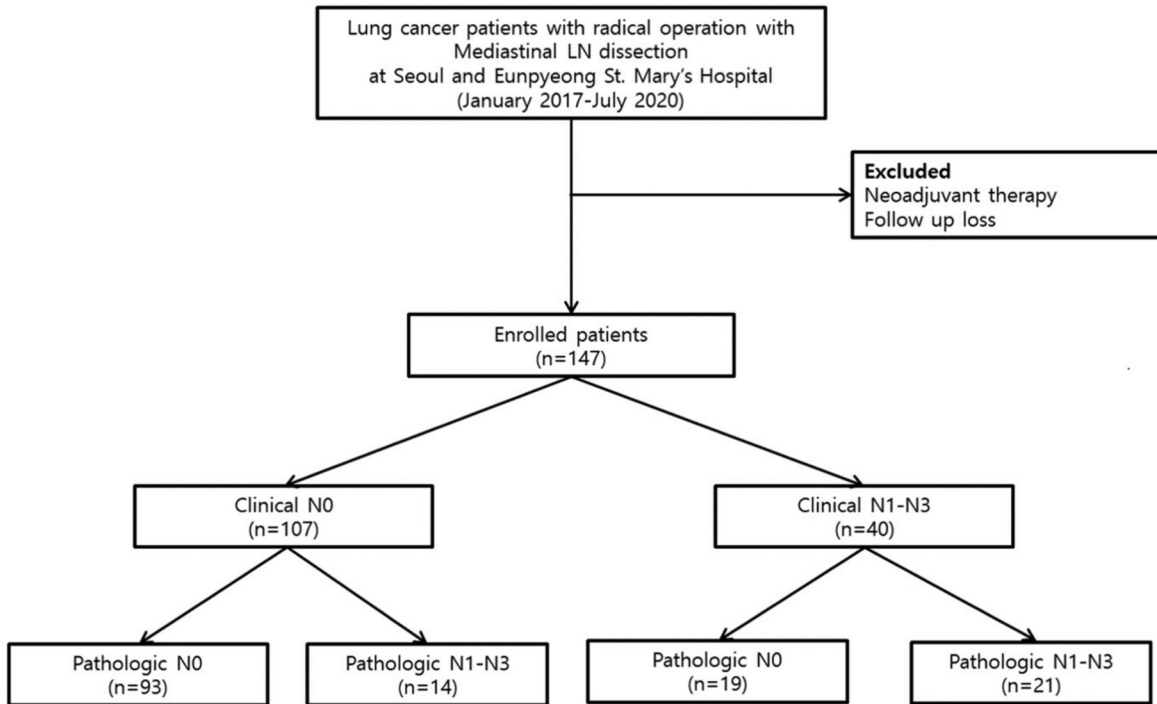 Lung cancer patients with radical operation with
Mediastinal LN dissection
at Seoul and Eunpyeong St. Mary's Hospital
(January 2017-July 2020)
Excluded
Neoadjuvant therapy
Follow up loss
Enrolled patients
(n=147)
Clinical N0
(n=107)
Clinical N1-N3
(n=40)
Pathologic N0
(n=93)
Pathologic N1-N3
(n=14)
Pathologic N0
(n=19)
Pathologic N1-N3
(n=21)